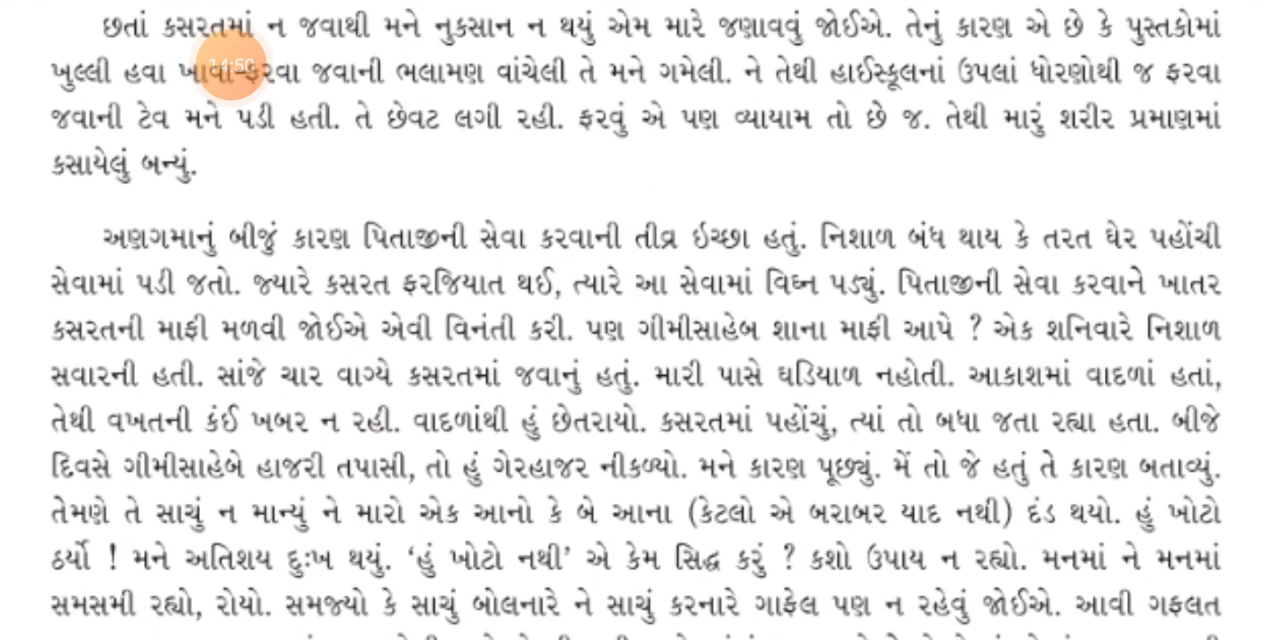 છતાં કસરતમાં ન જવાથી મને નુકસાન ન થયું એમ મારે જણાવવું જોઈએ. તેનું કારણ એ છે કે પુસ્તકોમાં
ખુલ્લી હવા ખાવા-ફરવા જવાની ભલામણ વાંચેલી તે મને ગમેલી. ને તેથી હાઈસ્કૂલનાં ઉપલાં ધોરણોથી જ ફરવા
14:50
જવાની ટેવ મને પડી હતી. તે છેવટ લગી રહી. ફરવું એ પણ વ્યાયામ તો છે જ. તેથી મારું શરીર પ્રમાણમાં
કસાયેલું બન્યું.
અણગમાનું બીજું કારણ પિતાજીની સેવા કરવાની તીવ્ર ઇચ્છા હતું. નિશાળ બંધ થાય કે તરત ઘેર પહોંચી
સેવામાં પડી જતો. જ્યારે કસરત ફરજિયાત થઈ, ત્યારે આ સેવામાં વિઘ્ન પડ્યું. પિતાજીની સેવા કરવાને ખાતર
કસરતની માફી મળવી જોઈએ એવી વિનંતી કરી. પણ ગીમીસાહેબ શાના માફી આપે ? એક શનિવારે નિશાળ
સવારની હતી. સાંજે ચાર વાગ્યે કસરતમાં જવાનું હતું. મારી પાસે ઘડિયાળ નહોતી. આકાશમાં વાદળાં હતાં,
તેથી વખતની કંઈ ખબર ન રહી. વાદળાંથી હું છેતરાયો. કસરતમાં પહોંચું, ત્યાં તો બધા જતા રહ્યા હતા. બીજે
દિવસે ગીમીસાહેબે હાજરી તપાસી, તો હું ગેરહાજર નીકળ્યો. મને કારણ પૂછ્યું. મેં તો જે હતું તે કારણ બતાવ્યું.
તેમણે તે સાચું ન માન્યું ને મારો એક આનો કે બે આના (કેટલો એ બરાબર યાદ નથી) દંડ થયો. હું ખોટો
ઠર્યો ! મને અતિશય દુઃખ થયું. ‘હું ખોટો નથી’ એ કેમ સિદ્ધ કરું ? કશો ઉપાય ન રહ્યો. મનમાં ને મનમાં
સમસમી રહ્યો, રોયો. સમજ્યો કે સાચું બોલનારે ને સાચું કરનારે ગાફેલ પણ ન રહેવું જોઈએ. આવી ગફલત